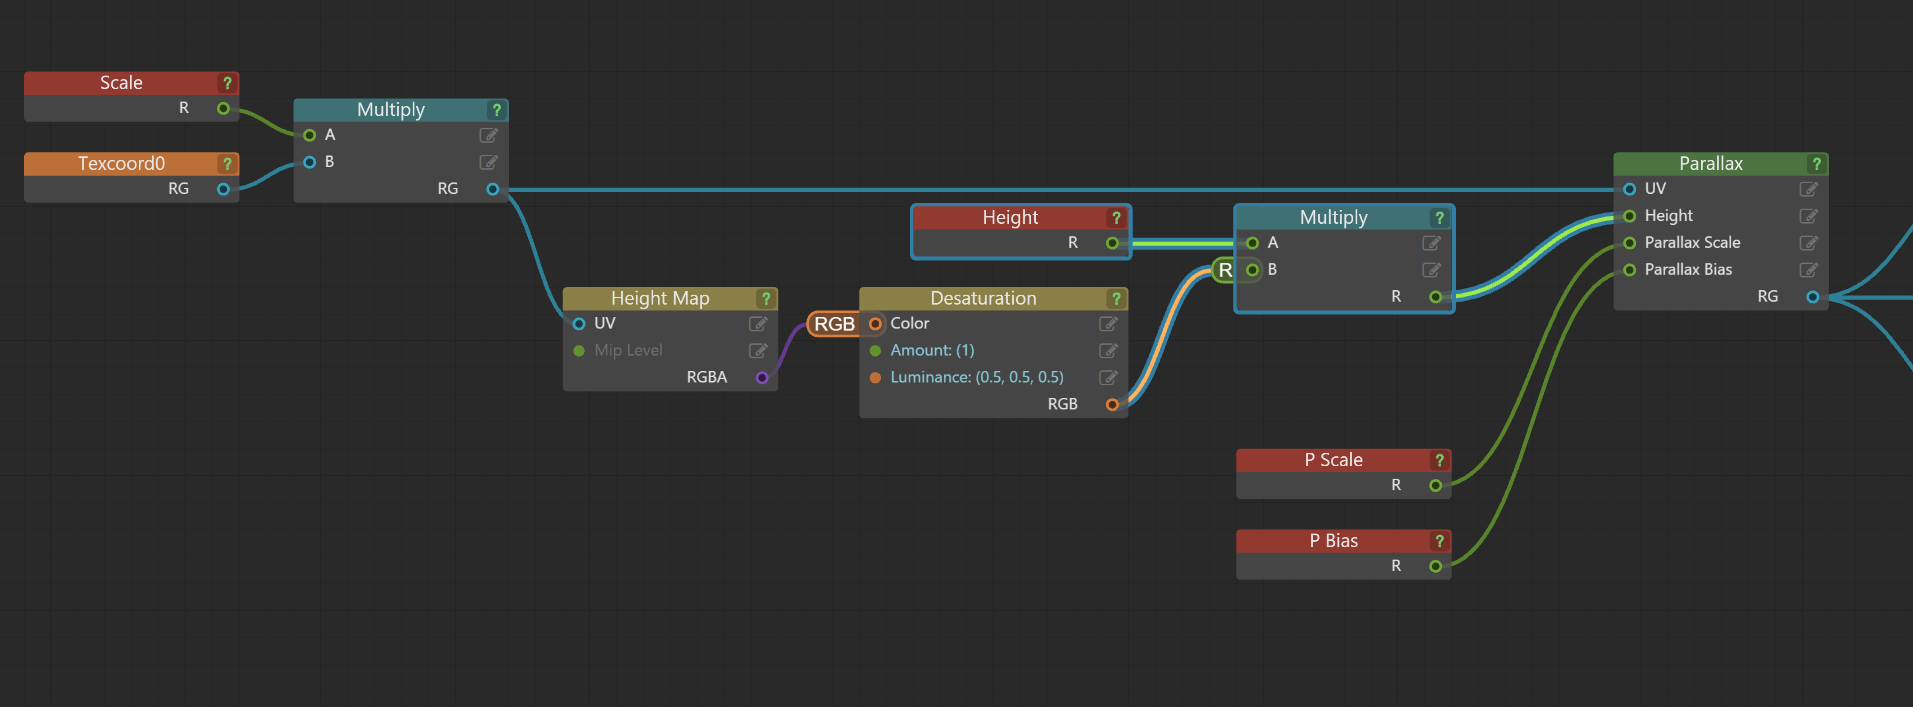 Scale ?
R
Texcoord0 ?
RG
Multiply ?
A
B
RG
Height Map ?
UV
Mip Level
RGBA
Desaturation ?
RGB Color
Amount: (1)
Luminance: (0.5, 0.5, 0.5)
RGB
Height ?
R
Multiply ?
A
R B
R
P Scale ?
R
P Bias ?
R
Parallax ?
UV
Height
Parallax Scale
Parallax Bias
RG